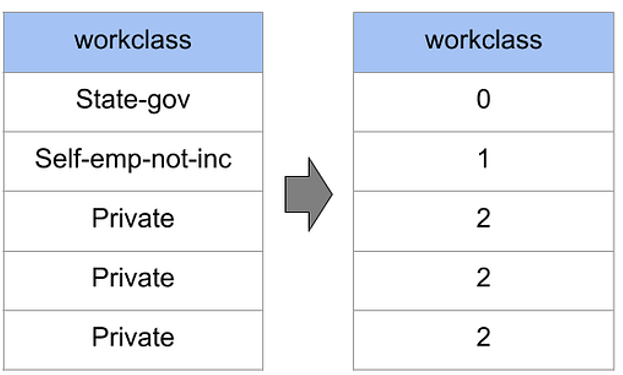 workclass workclass
State-gov 0
Self-emp-not-inc 1
Private 2
Private 2
Private 2